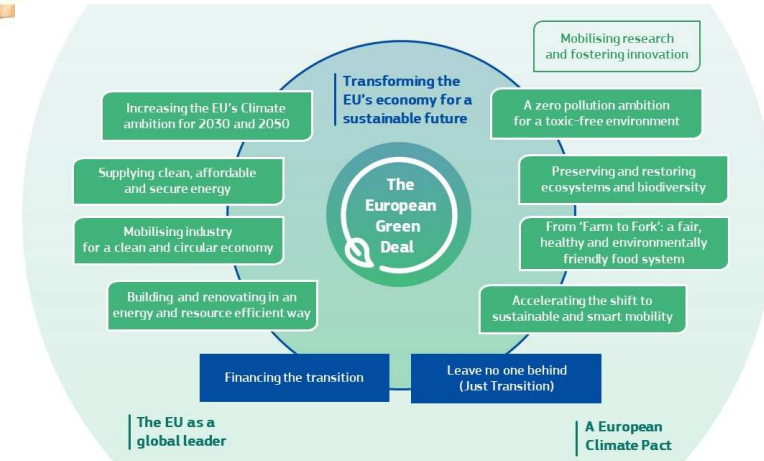 Mobilising research
and fostering innovation
Transforming the
EU's economy for a
sustainable future
Increasing the EU's Climate
ambition for 2030 and 2050
A zero pollution ambition
for a toxic-free environment
Supplying clean, affordable
and secure energy
Preserving and restoring
ecosystems and biodiversity
The
European
Green
Deal
Mobilising industry
for a clean and circular economy
From 'Farm to Fork': a fair,
healthy and environmentally
friendly food system
Building and renovating in an
energy and resource efficient way
Accelerating the shift to
sustainable and smart mobility
Financing the transition
Leave no one behind
(Just Transition)
The EU as a
global leader
A European
Climate Pact